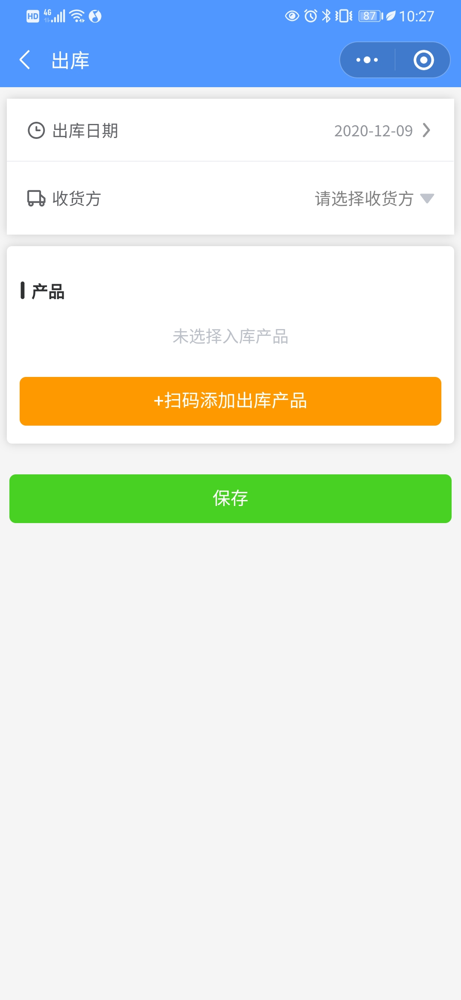 HD 4G 87 10:27
出库
出库日期 2020-12-09
收货方 请选择收货方
产品
未选择入库产品
+扫码添加出库产品
保存